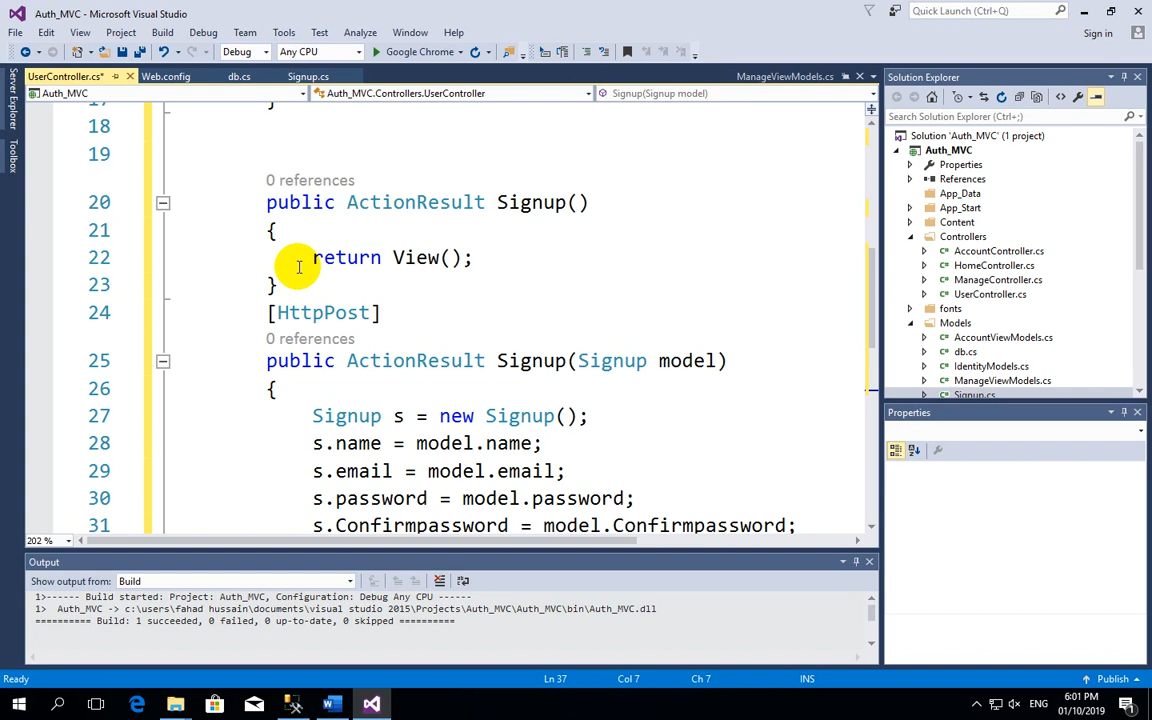 Auth_MVC - Microsoft Visual Studio
Quick Launch (Ctrl+Q)
File Edit View Project Build Debug Team Tools Test Analyze Window Help
Sign in
Debug Any CPU Google Chrome
UserController.cs* Web.config db.cs Signup.cs ManageViewModels.cs
Auth_MVC Auth_MVC.Controllers.UserController Signup(Signup model)
Server Explorer
Toolbox
17 }
18
19
0 references
20 public ActionResult Signup()
21 {
22 return View();
23 }
24 [HttpPost]
0 references
25 public ActionResult Signup(Signup model)
26 {
27 Signup s = new Signup();
28 s.name = model.name;
29 s.email = model.email;
30 s.password = model.password;
31 s.Confirmpassword = model.Confirmpassword;
202 %
Solution Explorer
Search Solution Explorer (Ctrl+;)
Solution 'Auth_MVC' (1 project)
Auth_MVC
Properties
References
App_Data
App_Start
Content
Controllers
AccountController.cs
HomeController.cs
ManageController.cs
UserController.cs
fonts
Models
AccountViewModels.cs
db.cs
IdentityModels.cs
ManageViewModels.cs
Signup.cs
Properties
Output
Show output from: Build
1>------ Build started: Project: Auth_MVC, Configuration: Debug Any CPU ------
1> Auth_MVC -> c:\users\fahad hussain\documents\visual studio 2015\Projects\Auth_MVC\Auth_MVC\bin\Auth_MVC.dll
========== Build: 1 succeeded, 0 failed, 0 up-to-date, 0 skipped ==========
Ready Ln 37 Col 7 Ch 7 INS Publish
ENG 6:01 PM
01/10/2019